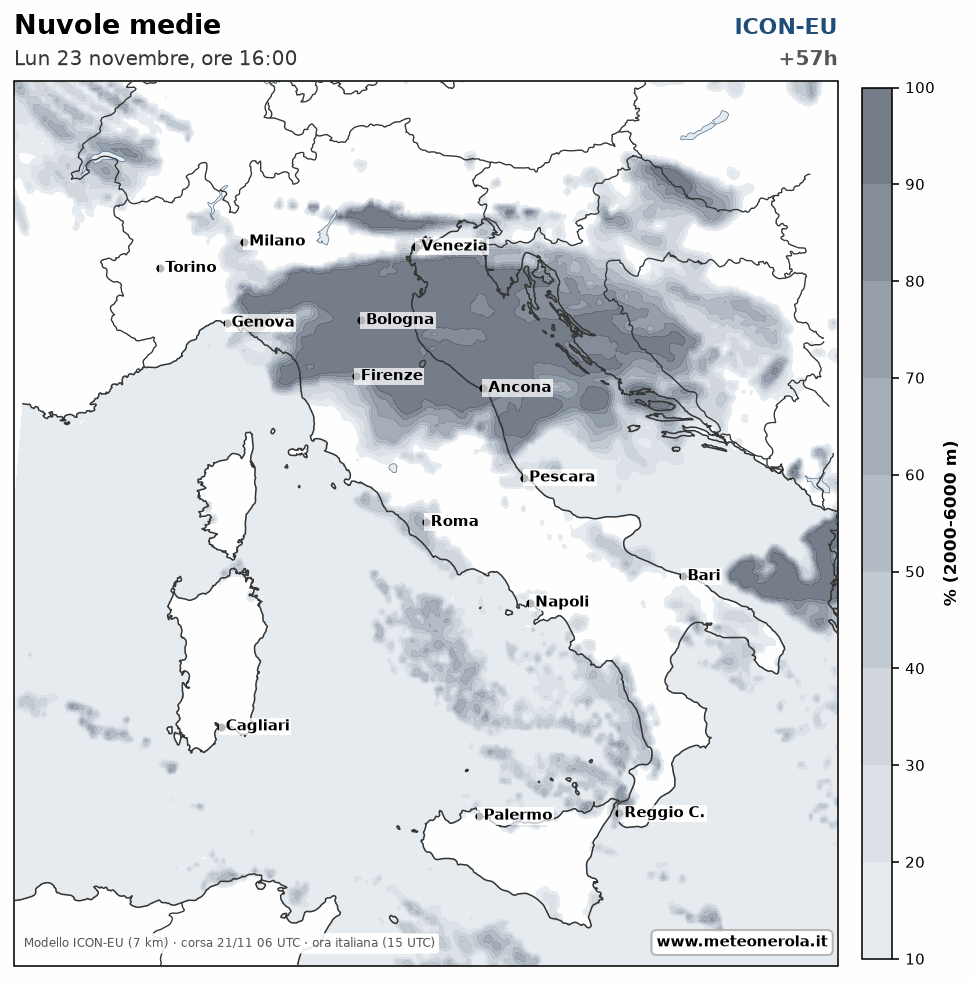 Nuvole medie
ICON-EU
Lun 23 novembre, ore 16:00
+57h
100
90
80
70
60
50
40
30
20
10
% (2000-6000 m)
Milano
Venezia
Torino
Genova
Bologna
Firenze
Ancona
Pescara
Roma
Bari
Napoli
Cagliari
Palermo
Reggio C.
Modello ICON-EU (7 km) · corsa 21/11 06 UTC · ora italiana (15 UTC)
www.meteonerola.it